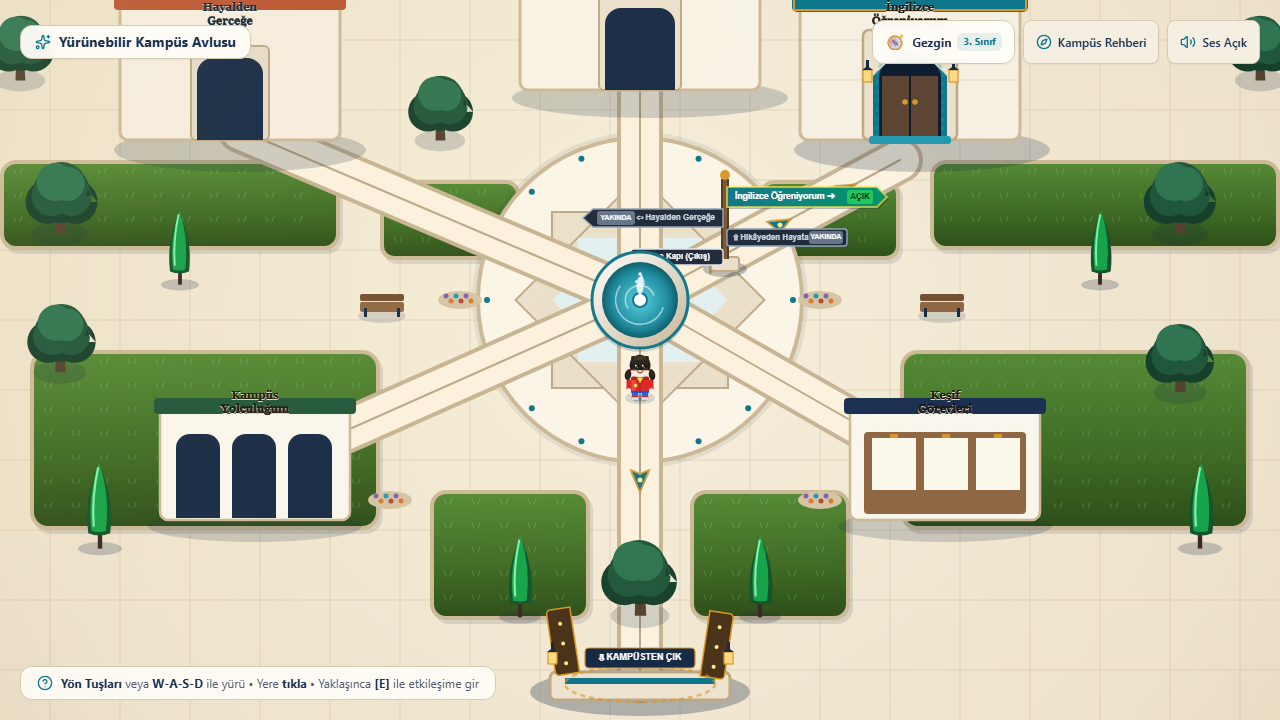 Hayalden
Gerçeğe
İngilizce
Öğreniyorum
Yürünebilir Kampüs Avlusu
Gezgin 3. Sınıf
Kampüs Rehberi
Ses Açık
İngilizce Öğreniyorum ➜ AÇIK
YAKINDA ⇦ Hayalden Gerçeğe
⇧ Hikâyeden Hayata YAKINDA
Kapı (Çıkış)
Kampüs
Yolculuğum
Keşif
Görevleri
KAMPÜSTEN ÇIK
Yön Tuşları veya W-A-S-D ile yürü • Yere tıkla • Yaklaşınca [E] ile etkileşime gir